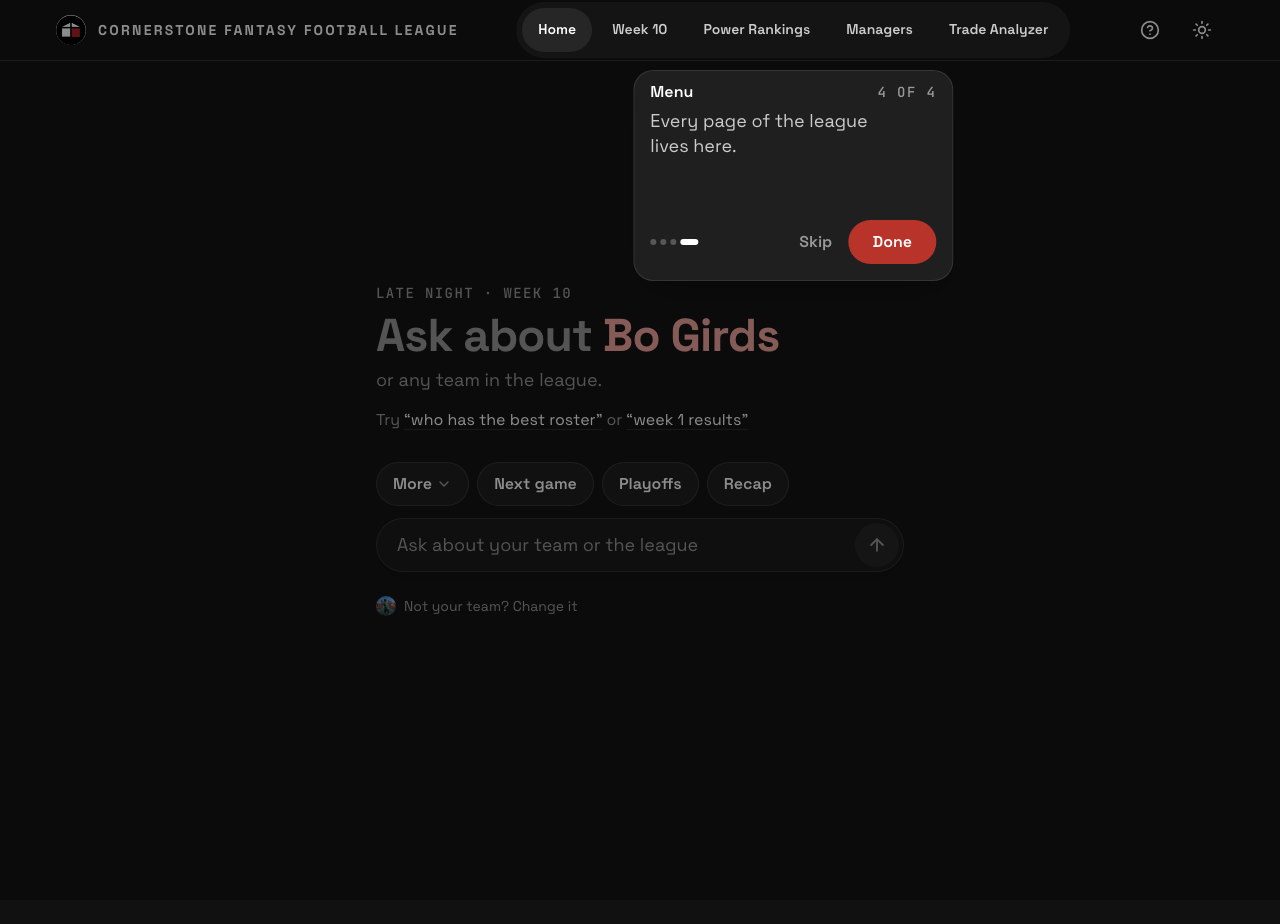 CORNERSTONE FANTASY FOOTBALL LEAGUE
Home Week 10 Power Rankings Managers Trade Analyzer
Menu 4 OF 4
Every page of the league
lives here.
Skip Done
LATE NIGHT · WEEK 10
Ask about Bo Girds
or any team in the league.
Try “who has the best roster” or “week 1 results”
More Next game Playoffs Recap
Ask about your team or the league
Not your team? Change it